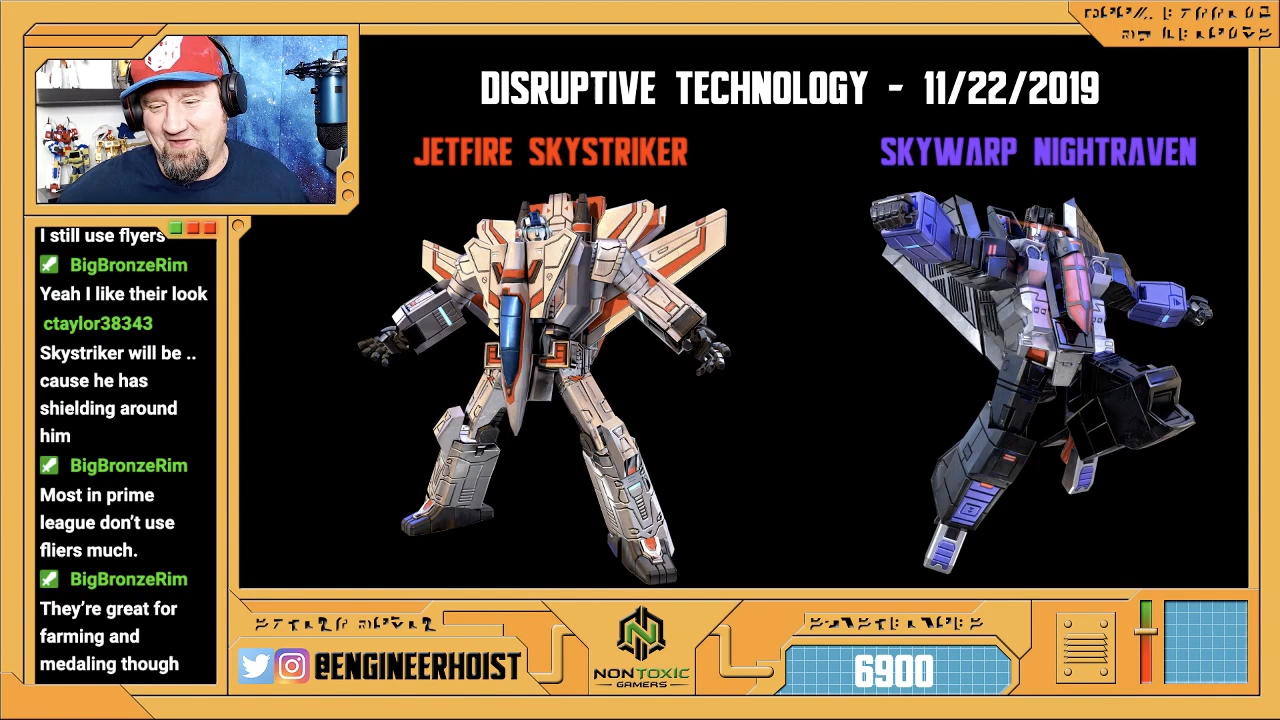 DISRUPTIVE TECHNOLOGY - 11/22/2019
JETFIRE SKYSTRIKER
SKYWARP NIGHTRAVEN
I still use flyers
BigBronzeRim
Yeah I like their look
ctaylor38343
Skystriker will be ..
cause he has
shielding around
him
BigBronzeRim
Most in prime
league don’t use
fliers much.
BigBronzeRim
They’re great for
farming and
medaling though
@ENGINEERHOIST
N
NONTOXIC
GAMERS
6900